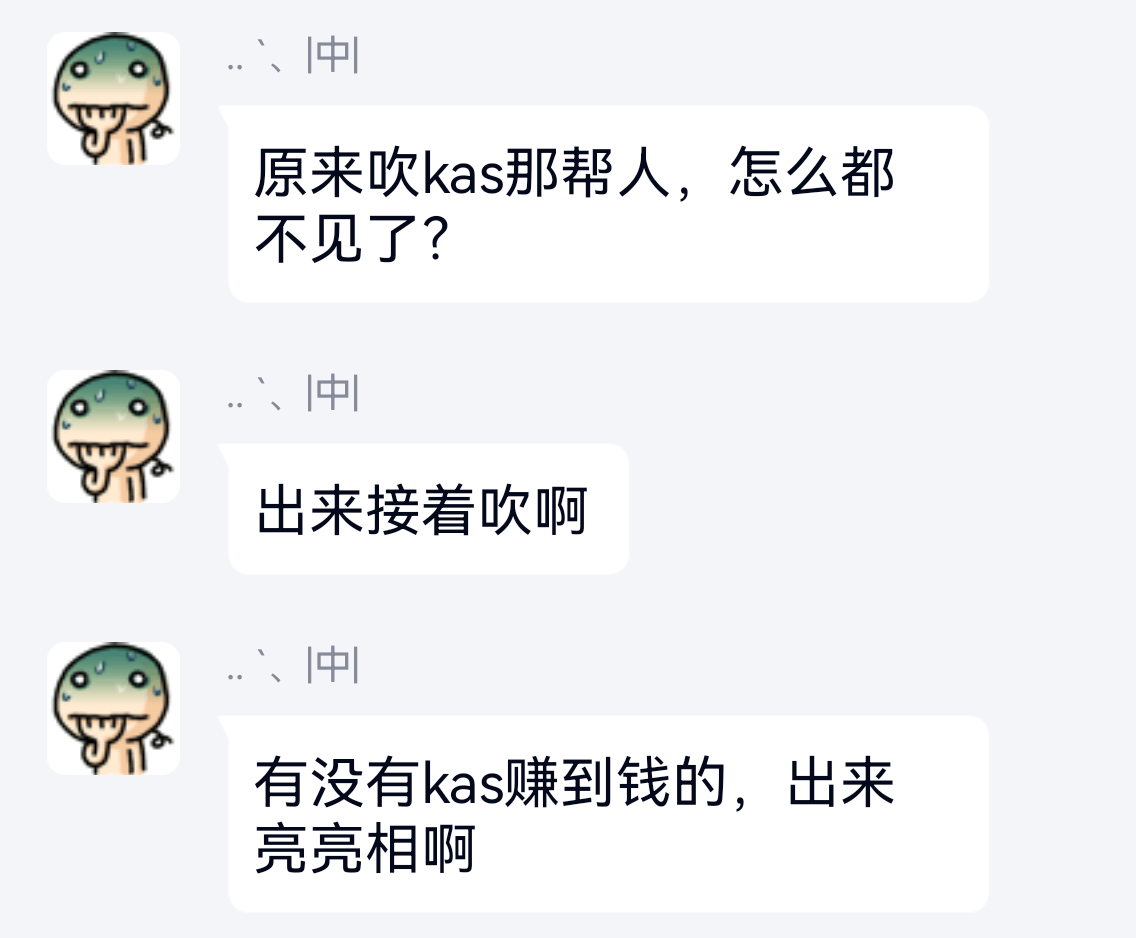 ..｀、|中|
原来吹kas那帮人，怎么都
不见了？
..｀、|中|
出来接着吹啊
..｀、|中|
有没有kas赚到钱的，出来
亮亮相啊